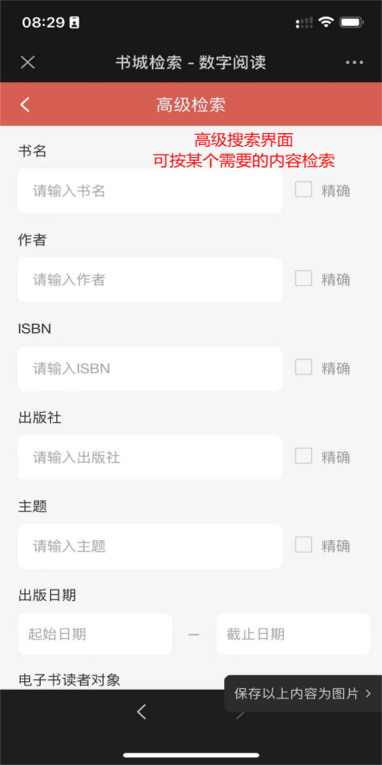 08:29
书城检索 - 数字阅读
高级检索
高级搜索界面
可按某个需要的内容检索
书名
请输入书名
精确
作者
请输入作者
精确
ISBN
请输入ISBN
精确
出版社
请输入出版社
精确
主题
请输入主题
精确
出版日期
起始日期 — 截止日期
电子书读者对象
保存以上内容为图片 >